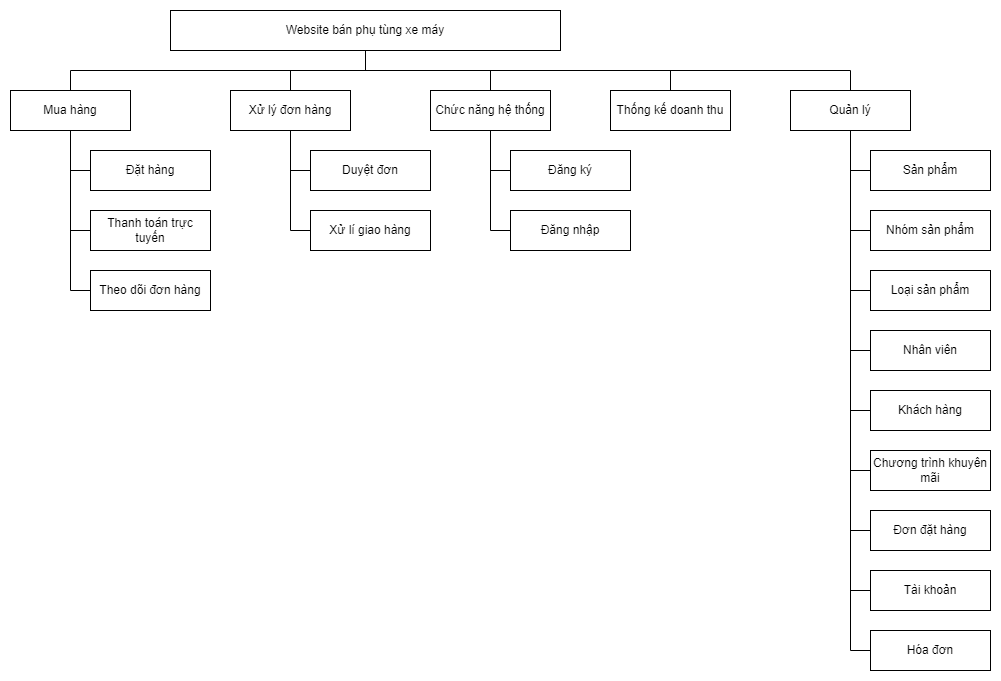 Website bán phụ tùng xe máy
Mua hàng
Xử lý đơn hàng
Chức năng hệ thống
Thống kế doanh thu
Quản lý
Đặt hàng
Thanh toán trực
tuyến
Theo dõi đơn hàng
Duyệt đơn
Xử lí giao hàng
Đăng ký
Đăng nhập
Sản phẩm
Nhóm sản phẩm
Loại sản phẩm
Nhân viên
Khách hàng
Chương trình khuyên
mãi
Đơn đặt hàng
Tài khoản
Hóa đơn